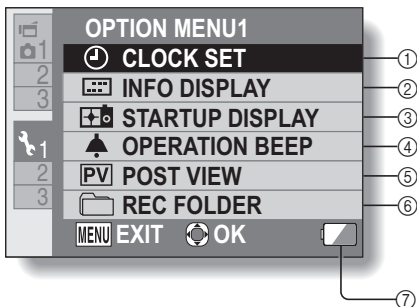 OPTION MENU1
1
CLOCK SET
①
2
INFO DISPLAY
②
3
STARTUP DISPLAY
③
1
OPERATION BEEP
④
2
PV POST VIEW
⑤
3
REC FOLDER
⑥
MENU EXIT OK
⑦